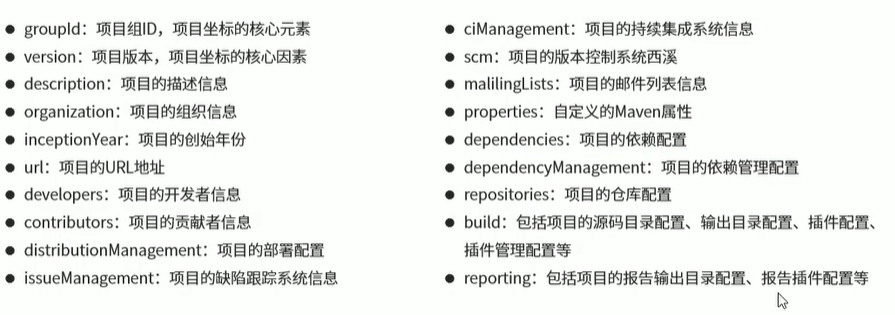 ● groupId：项目组ID，项目坐标的核心元素
● version：项目版本，项目坐标的核心因素
● description：项目的描述信息
● organization：项目的组织信息
● inceptionYear：项目的创始年份
● url：项目的URL地址
● developers：项目的开发者信息
● contributors：项目的贡献者信息
● distributionManagement：项目的部署配置
● issueManagement：项目的缺陷跟踪系统信息
● ciManagement：项目的持续集成系统信息
● scm：项目的版本控制系统西溪
● malilingLists：项目的邮件列表信息
● properties：自定义的Maven属性
● dependencies：项目的依赖配置
● dependencyManagement：项目的依赖管理配置
● repositories：项目的仓库配置
● build：包括项目的源码目录配置、输出目录配置、插件配置、
插件管理配置等
● reporting：包括项目的报告输出目录配置、报告插件配置等